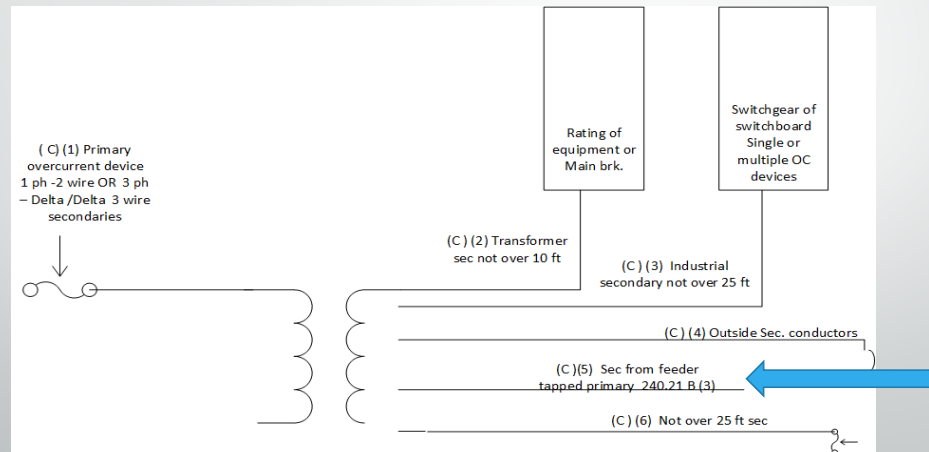 ( C) (1) Primary
overcurrent device
1 ph -2 wire OR 3 ph
– Delta /Delta 3 wire
secondaries
Rating of
equipment or
Main brk.
Switchgear of
switchboard
Single or
multiple OC
devices
(C ) (2) Transformer
sec not over 10 ft
(C ) (3) Industrial
secondary not over 25 ft
(C ) (4) Outside Sec. conductors
(C )(5) Sec from feeder
tapped primary 240.21 B (3)
(C ) (6) Not over 25 ft sec